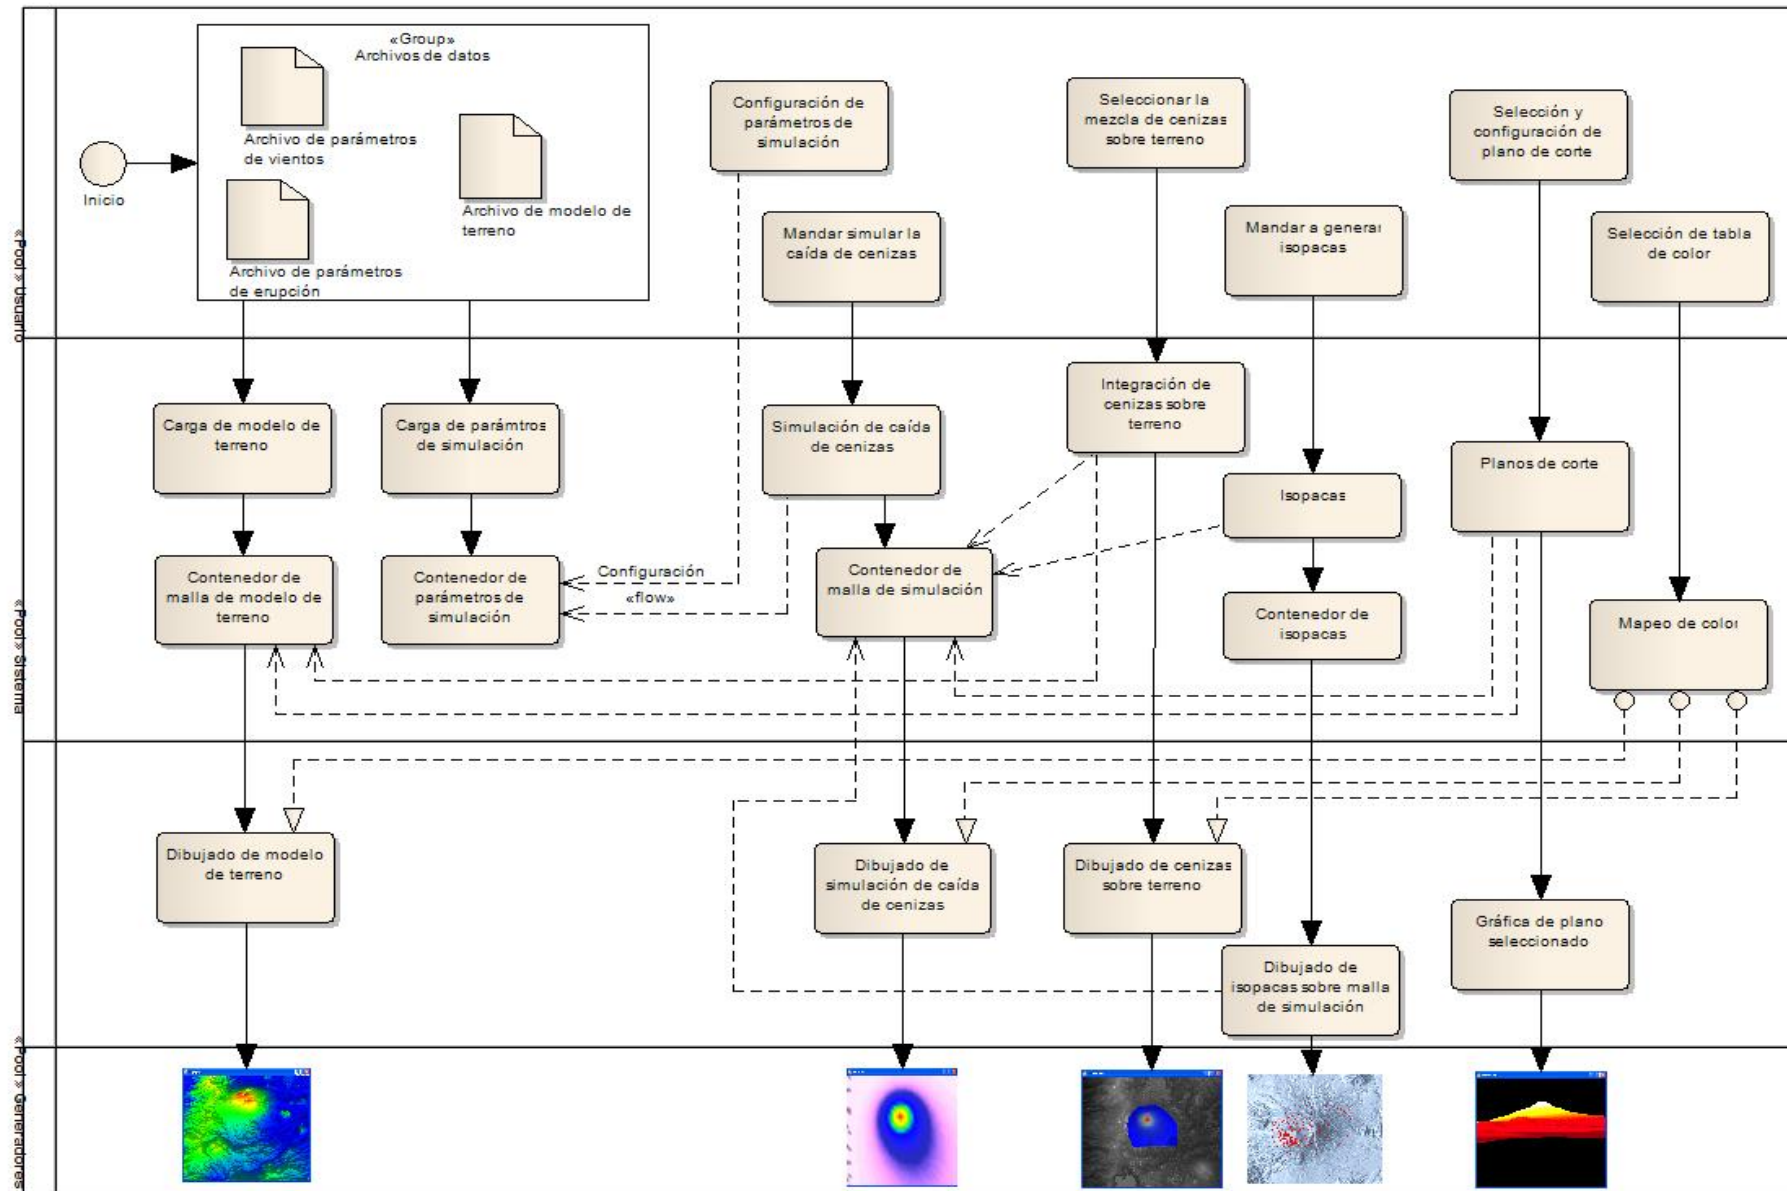 «Group»
Archivos de datos
Archivo de parámetros
de vientos
Archivo de modelo de
terreno
Archivo de parámetros
de erupción
Inicio
Configuración de
parámetros de
simulación
Seleccionar la
mezcla de cenizas
sobre terreno
Selección y
configuración de
plano de corte
Mandar simular la
caída de cenizas
Mandar a generar
isopacas
Selección de tabla
de color
«Pool» Usuario
Carga de modelo de
terreno
Carga de parámtros
de simulación
Simulación de caída
de cenizas
Integración de
cenizas sobre
terreno
Isopacas
Planos de corte
Contenedor de
malla de modelo de
terreno
Contenedor de
parámetros de
simulación
Configuración
«flow»
Contenedor de
malla de simulación
Contenedor de
isopacas
Mapeo de color
«Pool» Sistema
Dibujado de modelo
de terreno
Dibujado de
simulación de caída
de cenizas
Dibujado de cenizas
sobre terreno
Dibujado de
isopacas sobre malla
de simulación
Gráfica de plano
seleccionado
«Pool» Generadores